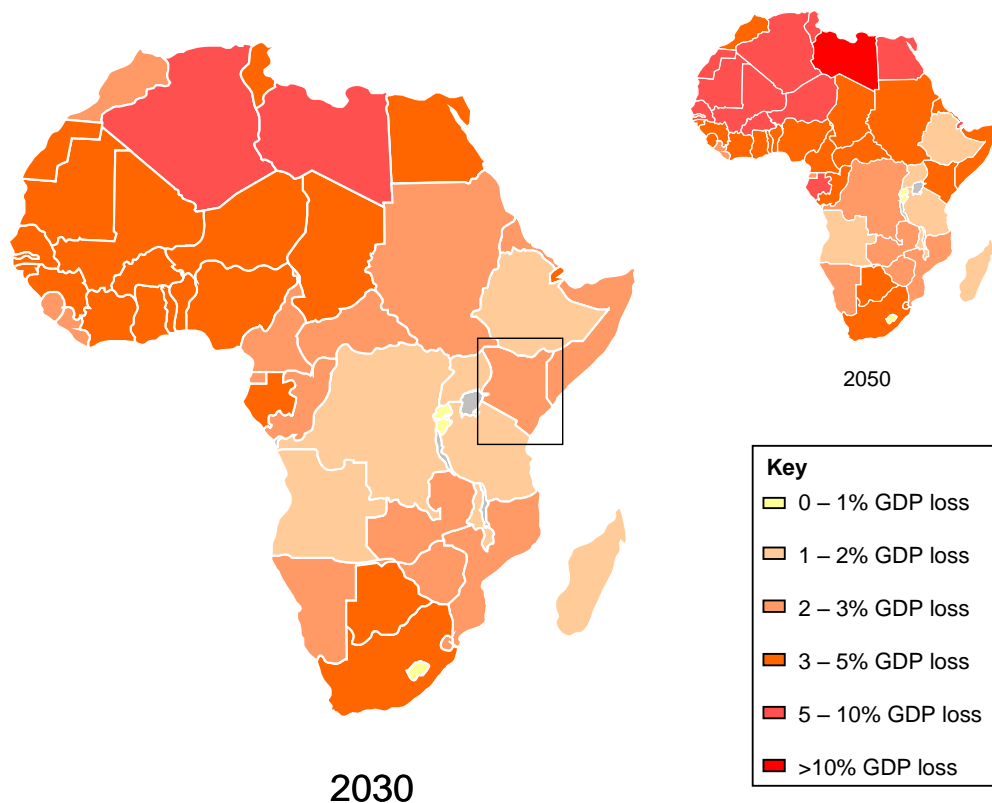 2050
Key
0 – 1% GDP loss
1 – 2% GDP loss
2 – 3% GDP loss
3 – 5% GDP loss
5 – 10% GDP loss
>10% GDP loss
2030